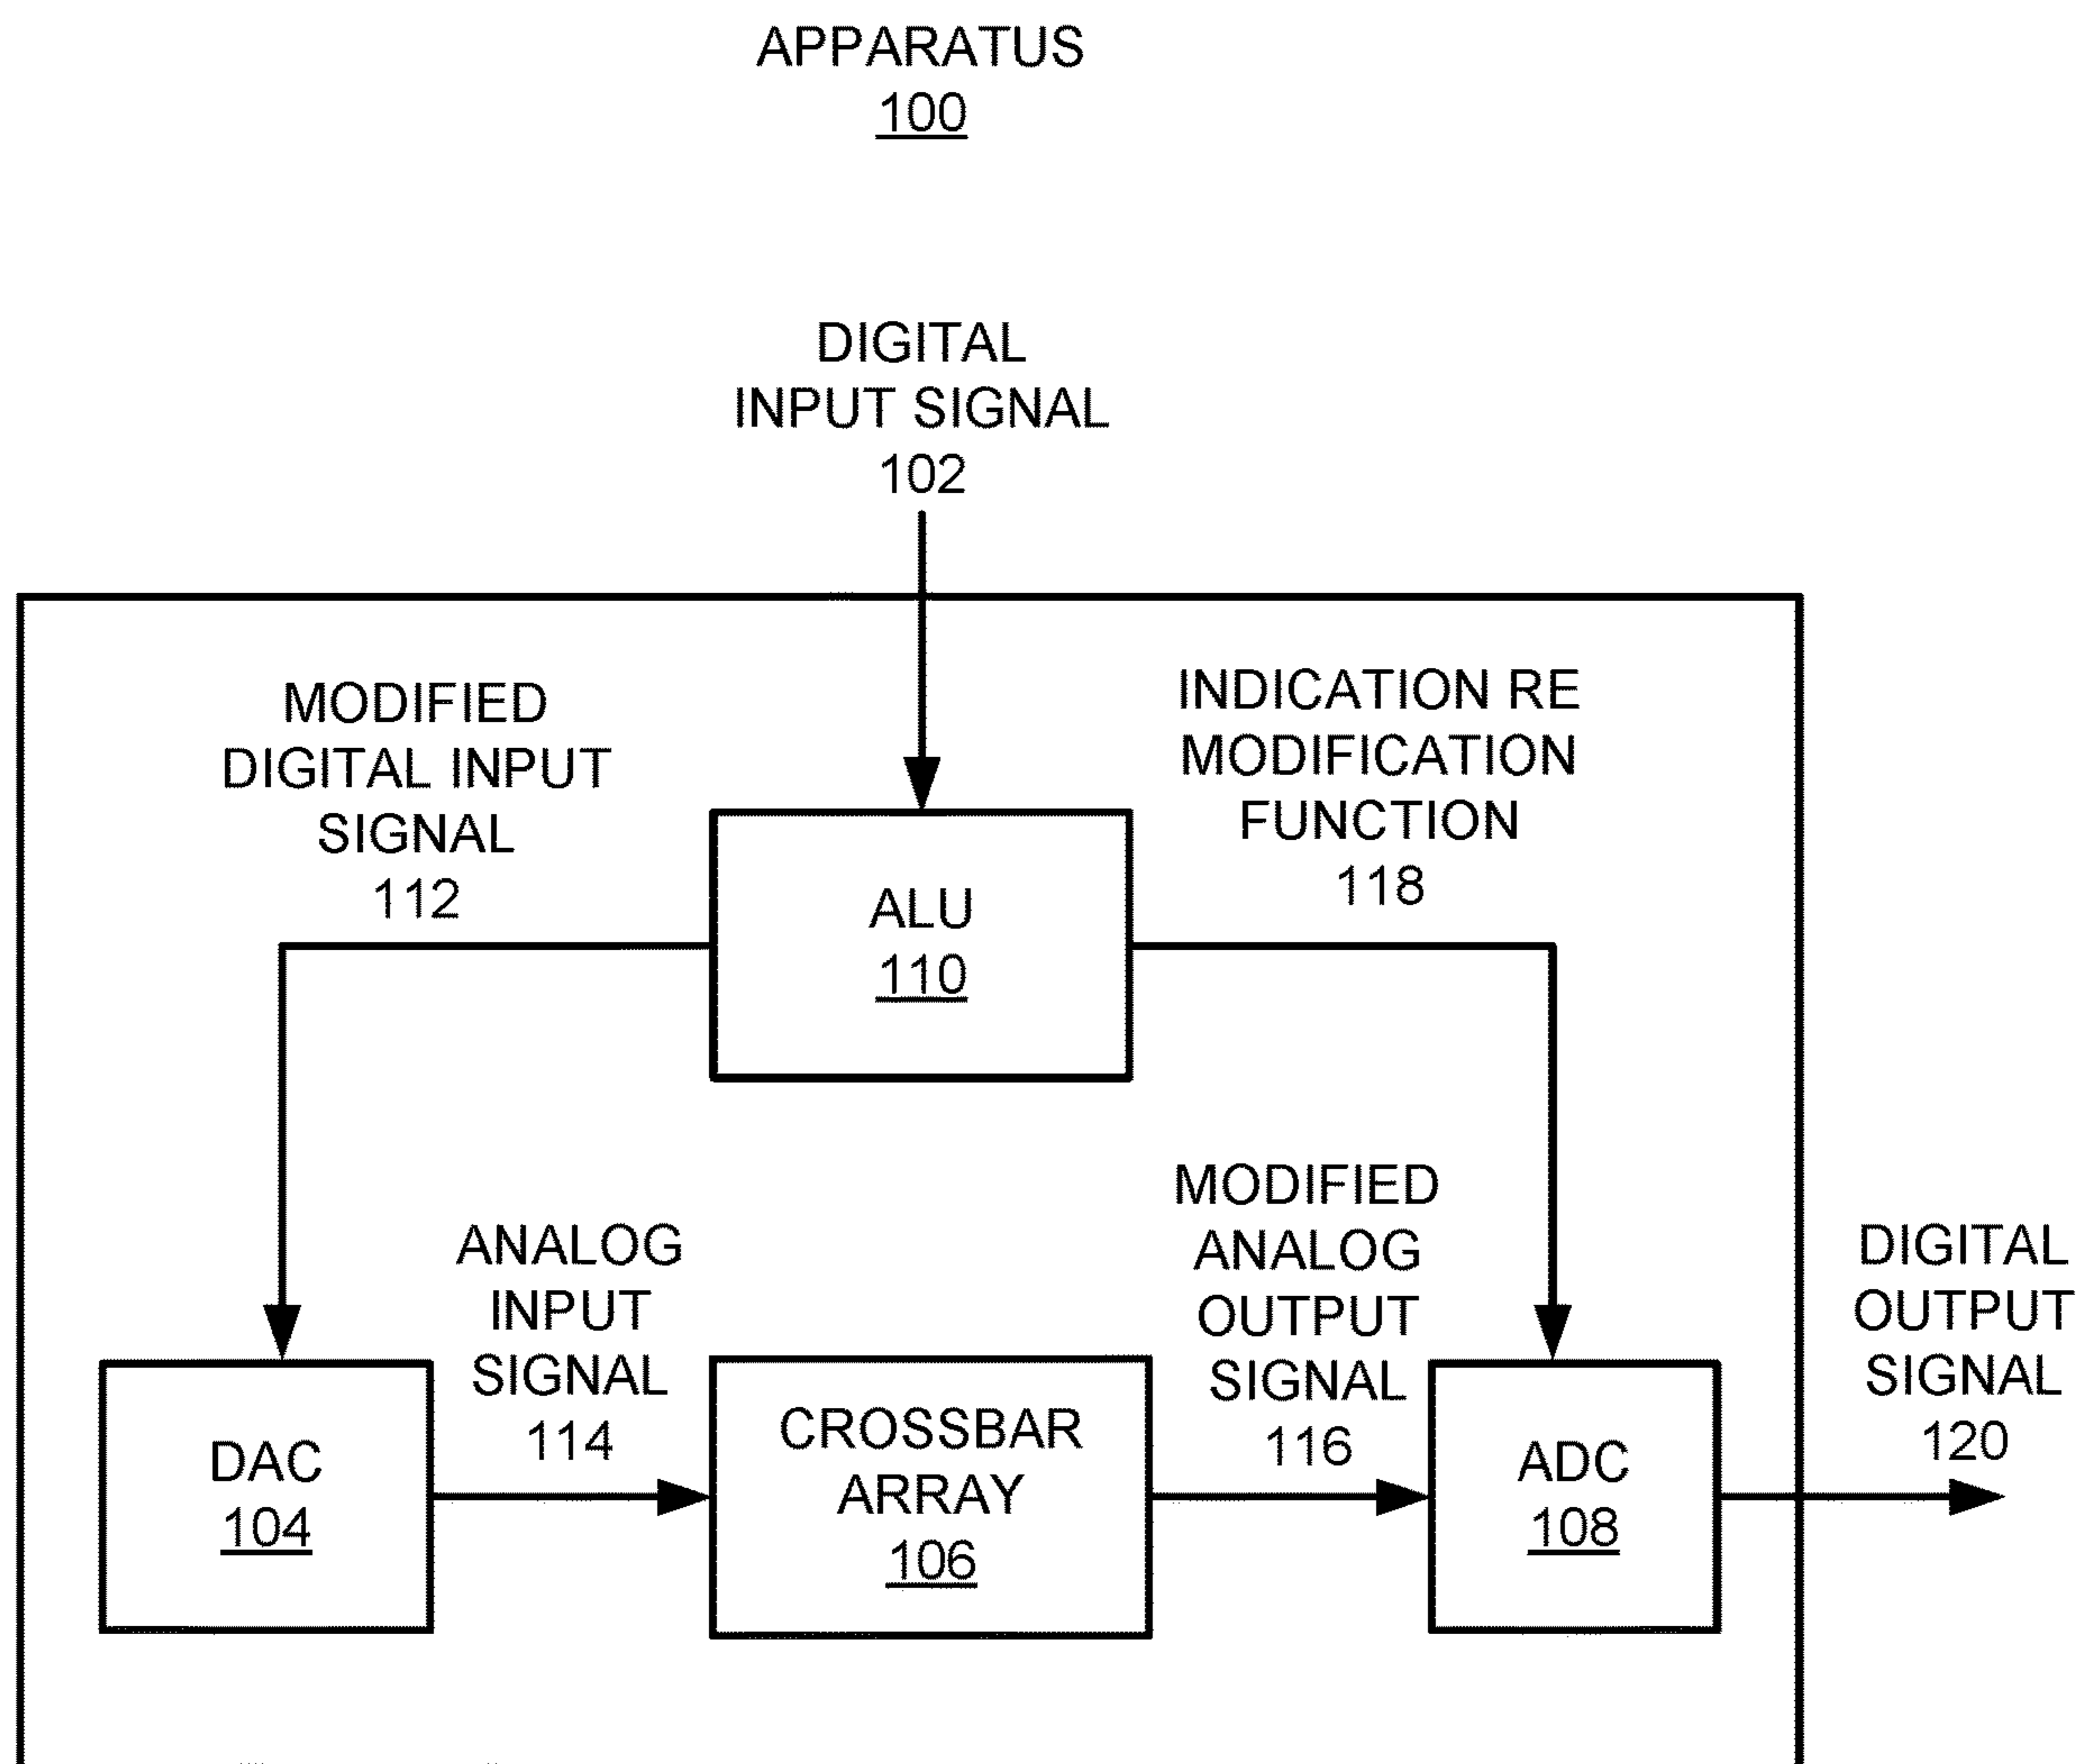 APPARATUS
100
DIGITAL
INPUT SIGNAL
102
MODIFIED
DIGITAL INPUT
SIGNAL
112
INDICATION RE
MODIFICATION
FUNCTION
118
ALU
110
ANALOG
INPUT
SIGNAL
114
MODIFIED
ANALOG
OUTPUT
SIGNAL
116
DIGITAL
OUTPUT
SIGNAL
120
DAC
104
CROSSBAR
ARRAY
106
ADC
108